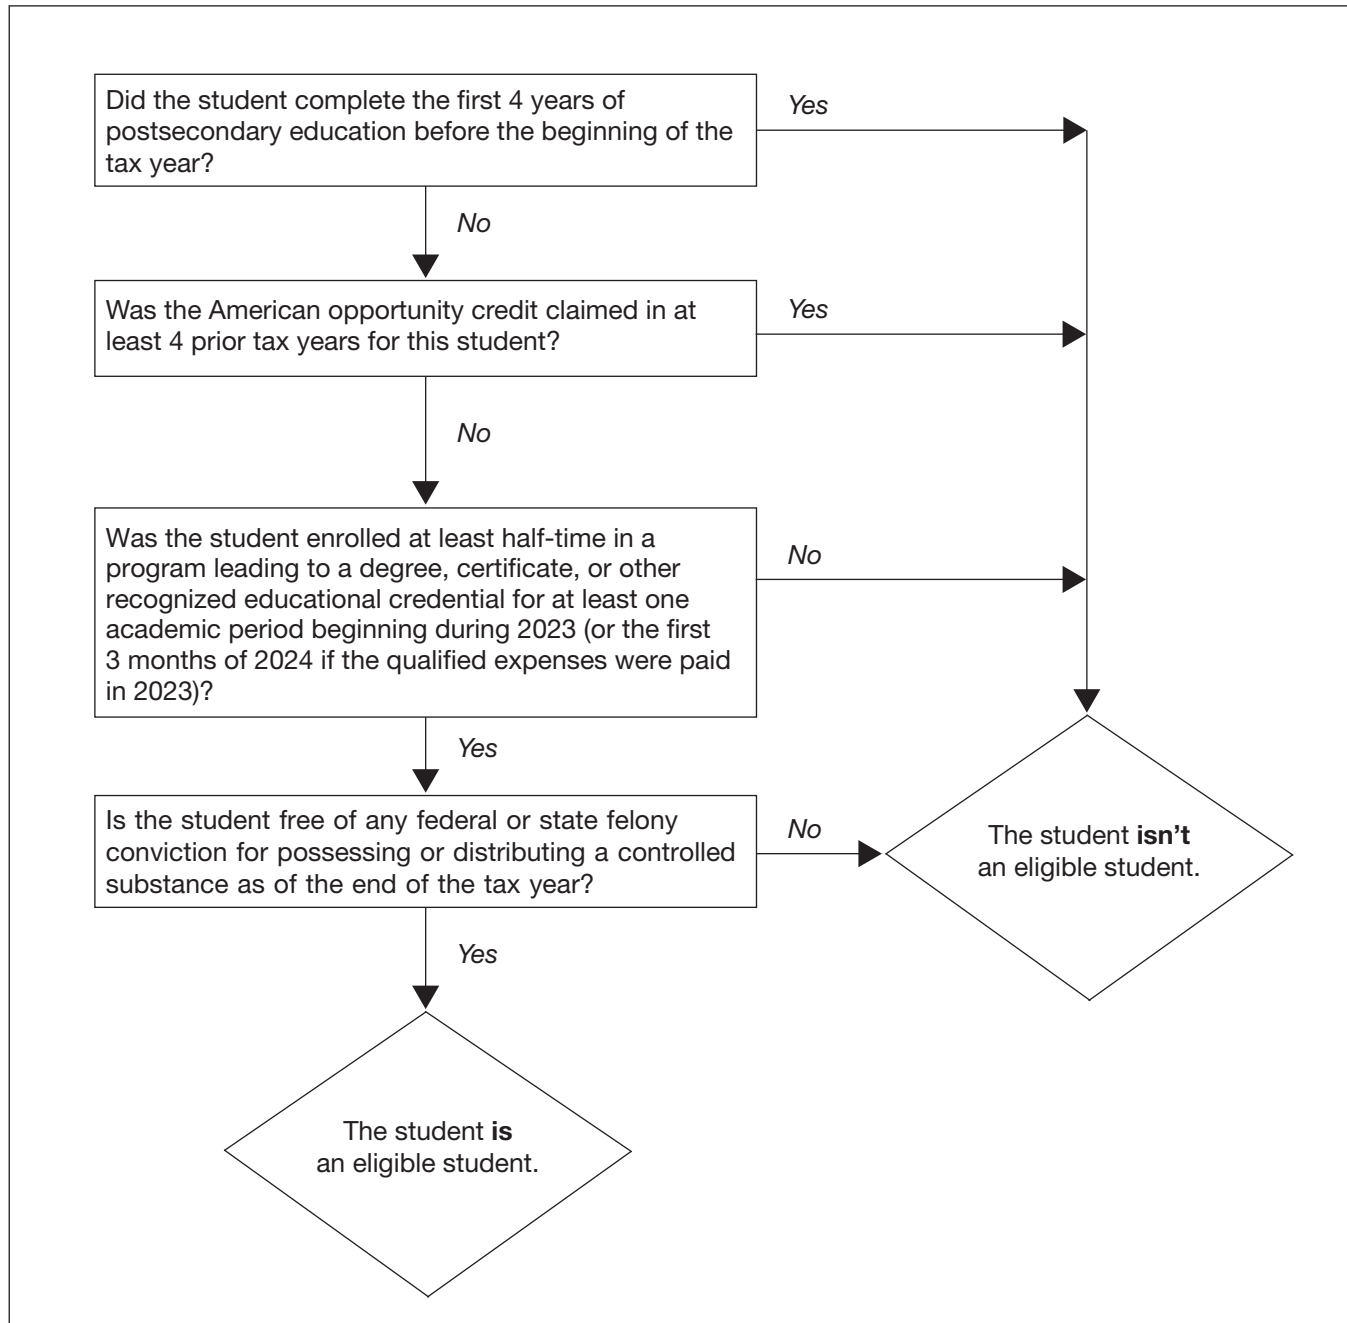 Did the student complete the first 4 years of
postsecondary education before the beginning of the
tax year?
Yes
No
Was the American opportunity credit claimed in at
least 4 prior tax years for this student?
Yes
No
Was the student enrolled at least half-time in a
program leading to a degree, certificate, or other
recognized educational credential for at least one
academic period beginning during 2023 (or the first
3 months of 2024 if the qualified expenses were paid
in 2023)?
No
Yes
Is the student free of any federal or state felony
conviction for possessing or distributing a controlled
substance as of the end of the tax year?
No
The student isn't
an eligible student.
Yes
The student is
an eligible student.